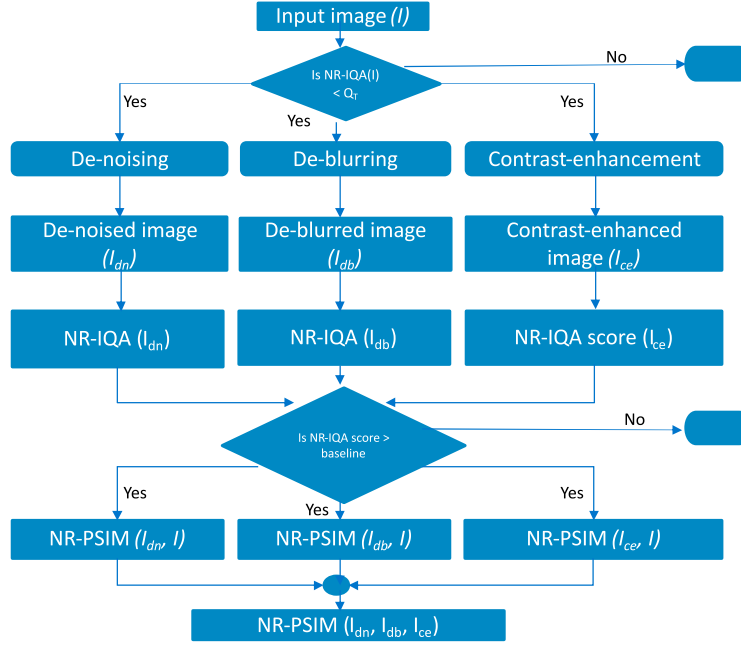 Input image (I)
Is NR-IQA(I)
< QT
No
Yes
Yes
Yes
De-noising
De-blurring
Contrast-enhancement
De-noised image
(Idn)
De-blurred image
(Idb)
Contrast-enhanced
image (Ice)
NR-IQA (Idn)
NR-IQA (Idb)
NR-IQA score (Ice)
Is NR-IQA score >
baseline
No
Yes
Yes
Yes
NR-PSIM (Idn, I)
NR-PSIM (Idb, I)
NR-PSIM (Ice, I)
NR-PSIM (Idn, Idb, Ice)